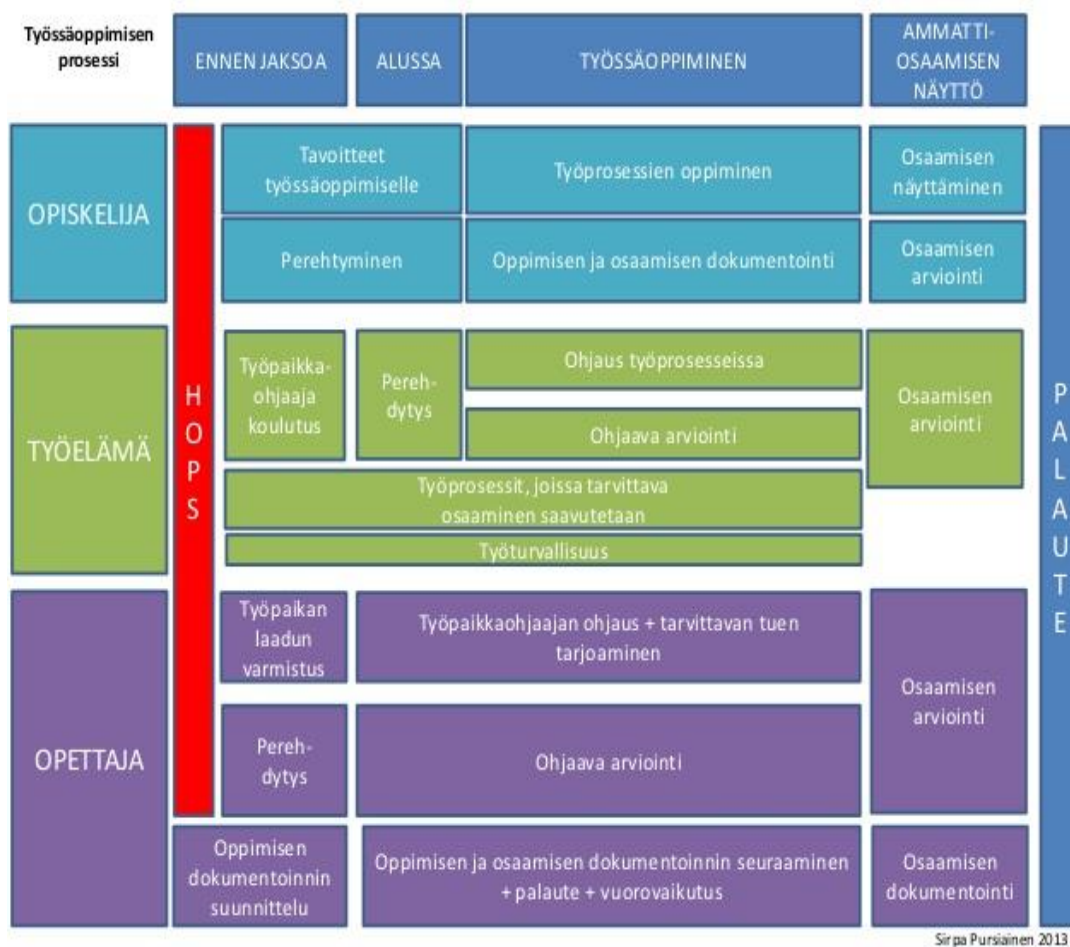 Työssäoppimisen
prosessi
ENNEN JAKSOA
ALUSSA
TYÖSSÄOPPIMINEN
AMMATTI-
OSAAMISEN
NÄYTTÖ
OPISKELIJA
HOPS
Tavoitteet
työssäoppimiselle
Työprosessien oppiminen
Osaamisen
näyttäminen
Perehtyminen
Oppimisen ja osaamisen dokumentointi
Osaamisen
arviointi
TYÖELÄMÄ
Työpaikka-
ohjaaja
koulutus
Pereh-
dytys
Ohjaus työprosesseissa
Ohjaava arviointi
Osaamisen
arviointi
Työprosessit, joissa tarvittava
osaaminen saavutetaan
Työturvallisuus
OPETTAJA
Työpaikan
laadun
varmistus
Työpaikkaohjaajan ohjaus + tarvittavan tuen
tarjoaminen
Osaamisen
arviointi
Pereh-
dytys
Ohjaava arviointi
Oppimisen
dokumentoinnin
suunnittelu
Oppimisen ja osaamisen dokumentoinnin seuraaminen
+ palaute + vuorovaikutus
Osaamisen
dokumentointi
PALAUTE
Sirpa Pursiainen 2013